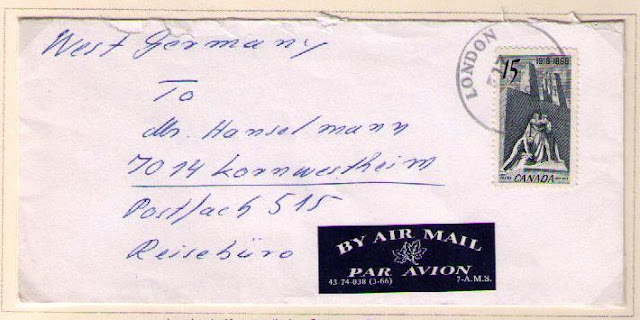 West Germany
LONDON
15
1918-1968
CANADA
To
Mr. Hanselmann
7014 Kornwestheim
Postfach 515
Reisebüro
BY AIR MAIL
PAR AVION
43-74-038 (3-66) 7-A.M.S.